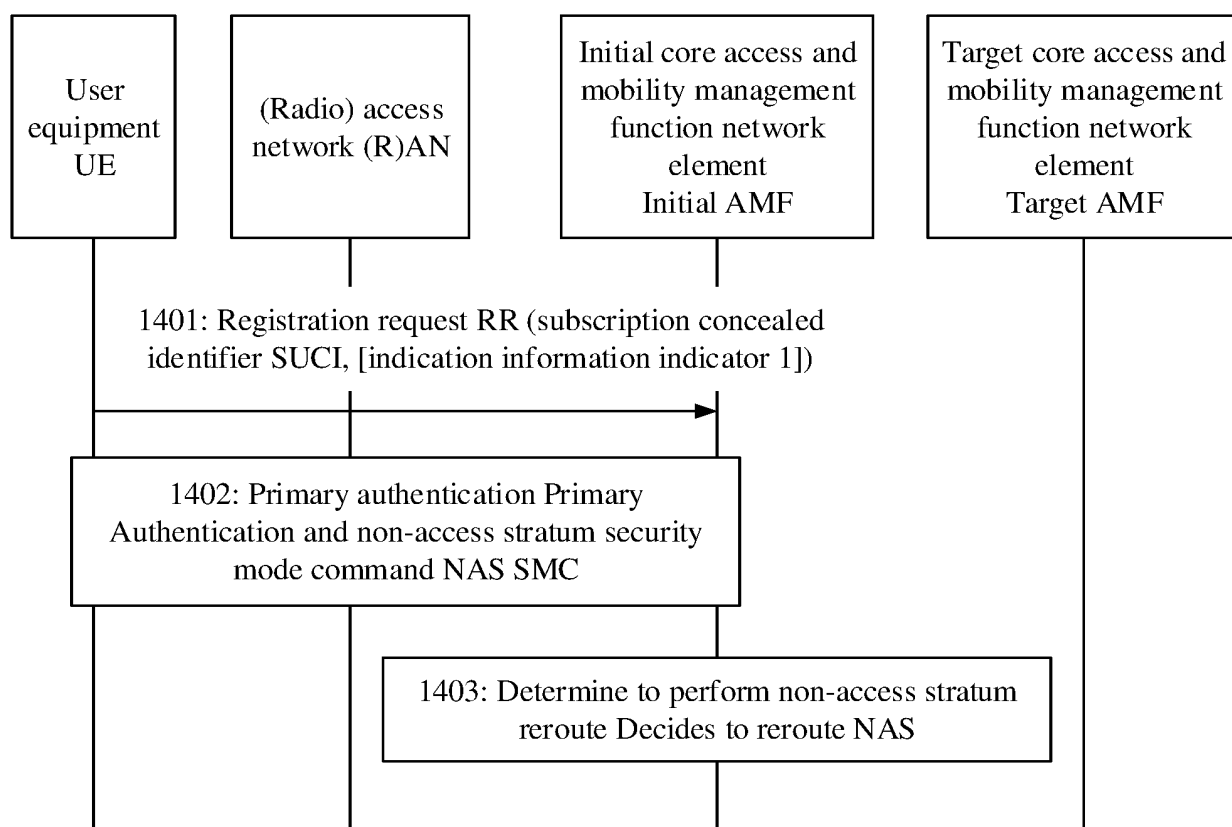 User
equipment
UE
(Radio) access
network (R)AN
Initial core access and
mobility management
function network
element
Initial AMF
Target core access and
mobility management
function network
element
Target AMF
1401: Registration request RR (subscription concealed
identifier SUCI, [indication information indicator 1])
1402: Primary authentication Primary
Authentication and non-access stratum security
mode command NAS SMC
1403: Determine to perform non-access stratum
reroute Decides to reroute NAS